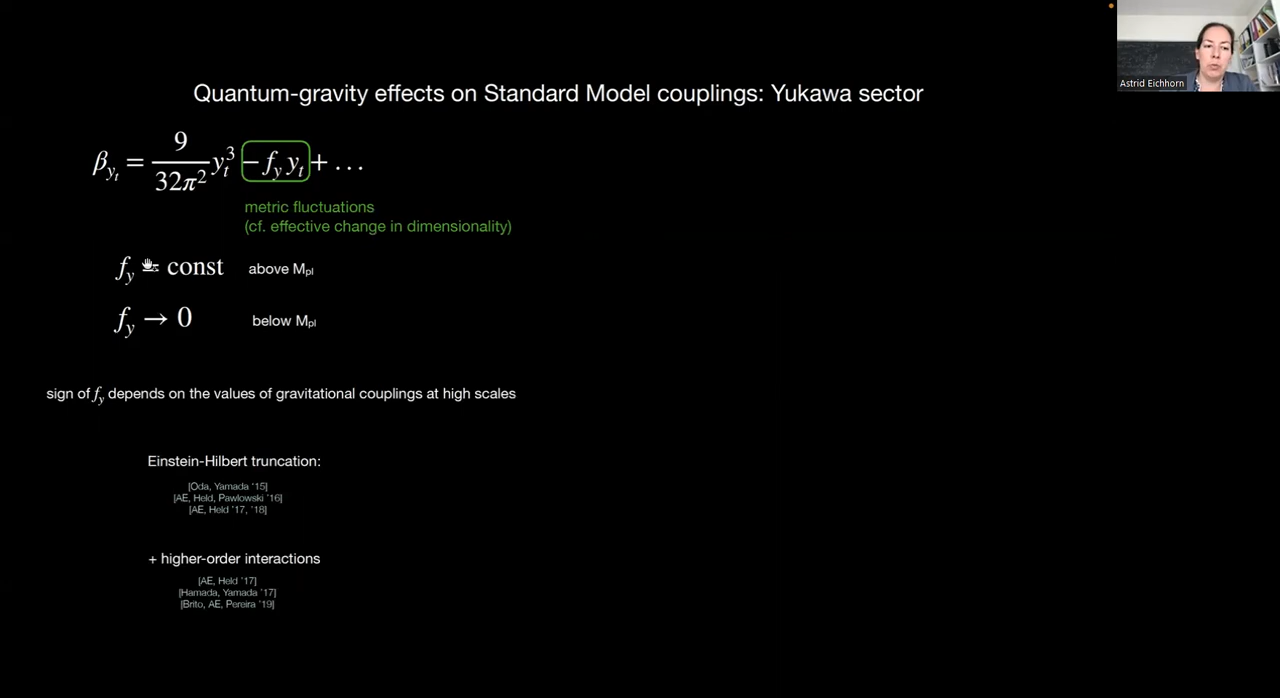 Astrid Eichhorn
Quantum-gravity effects on Standard Model couplings: Yukawa sector
β_{y_t} = 9/(32π²) y_t³ − f_y y_t + …
metric fluctuations
(cf. effective change in dimensionality)
f_y = const above M_pl
f_y → 0 below M_pl
sign of f_y depends on the values of gravitational couplings at high scales
Einstein-Hilbert truncation:
[Oda, Yamada '15]
[AE, Held, Pawlowski '16]
[AE, Held '17, '18]
+ higher-order interactions
[AE, Held '17]
[Hamada, Yamada '17]
[Brito, AE, Pereira '19]